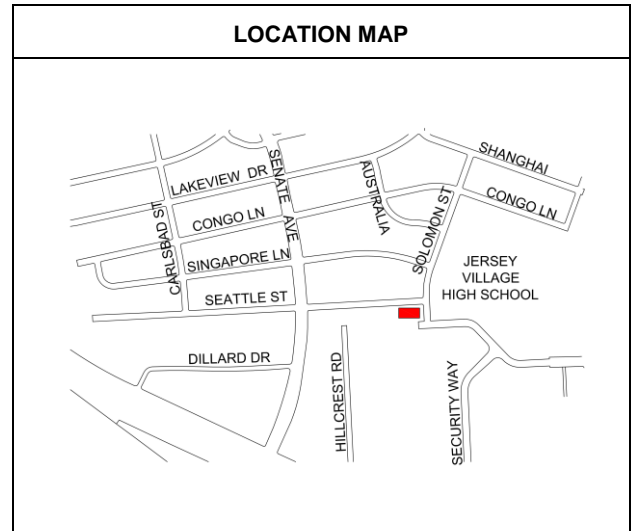 LOCATION MAP
SHANGHAI
LAKEVIEW DR
SENATE AVE
AUSTRALIA
CONGO LN
CONGO LN
CARLSBAD ST
SOLOMON ST
SINGAPORE LN
JERSEY
VILLAGE
HIGH SCHOOL
SEATTLE ST
DILLARD DR
HILLCREST RD
SECURITY WAY